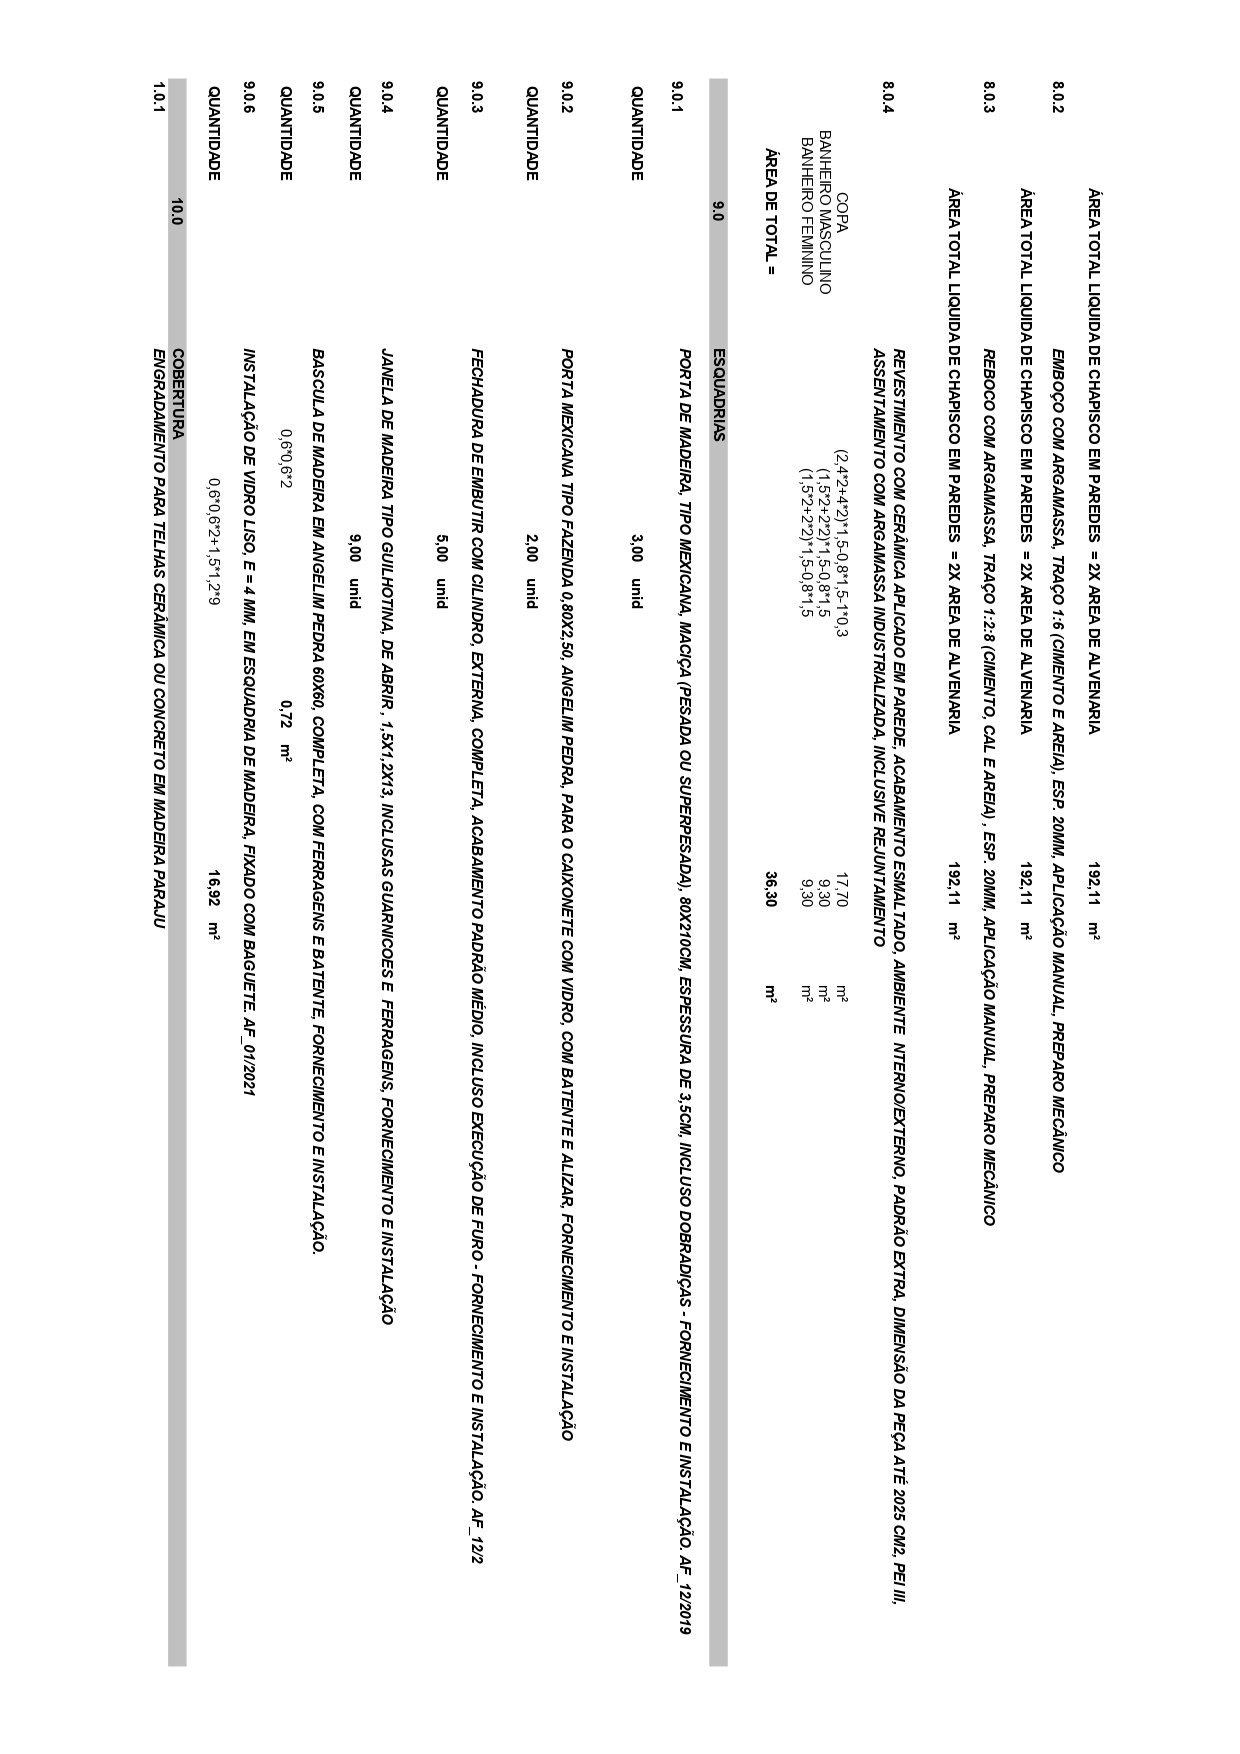 ÁREA TOTAL LIQUIDA DE CHAPISCO EM PAREDES = 2X AREA DE ALVENARIA 192,11 m²
8.0.2 EMBOÇO COM ARGAMASSA, TRAÇO 1:6 (CIMENTO E AREIA), ESP. 20MM, APLICAÇÃO MANUAL, PREPARO MECÂNICO
ÁREA TOTAL LIQUIDA DE CHAPISCO EM PAREDES = 2X AREA DE ALVENARIA 192,11 m²
8.0.3 REBOCO COM ARGAMASSA, TRAÇO 1:2:8 (CIMENTO, CAL E AREIA) , ESP. 20MM, APLICAÇÃO MANUAL, PREPARO MECÂNICO
ÁREA TOTAL LIQUIDA DE CHAPISCO EM PAREDES = 2X AREA DE ALVENARIA 192,11 m²
REVESTIMENTO COM CERÂMICA APLICADO EM PAREDE, ACABAMENTO ESMALTADO, AMBIENTE NTERNO/EXTERNO, PADRÃO EXTRA, DIMENSÃO DA PEÇA ATÉ 2025 CM2, PEI III,
8.0.4 ASSENTAMENTO COM ARGAMASSA INDUSTRIALIZADA, INCLUSIVE REJUNTAMENTO
COPA (2,4*2+4*2)*1,5-0,8*1,5-1*0,3 17,70 m²
BANHEIRO MASCULINO (1,5*2+2*2)*1,5-0,8*1,5 9,30 m²
BANHEIRO FEMININO (1,5*2+2*2)*1,5-0,8*1,5 9,30 m²
ÁREA DE TOTAL = 36,30 m²
9.0 ESQUADRIAS
9.0.1 PORTA DE MADEIRA, TIPO MEXICANA, MACIÇA (PESADA OU SUPERPESADA), 80X210CM, ESPESSURA DE 3,5CM, INCLUSO DOBRADIÇAS - FORNECIMENTO E INSTALAÇÃO. AF_12/2019
QUANTIDADE 3,00 unid
9.0.2 PORTA MEXICANA TIPO FAZENDA 0,80X2,50, ANGELIM PEDRA, PARA O CAIXONETE COM VIDRO, COM BATENTE E ALIZAR, FORNECIMENTO E INSTALAÇÃO
QUANTIDADE 2,00 unid
9.0.3 FECHADURA DE EMBUTIR COM CILINDRO, EXTERNA, COMPLETA, ACABAMENTO PADRÃO MÉDIO, INCLUSO EXECUÇÃO DE FURO - FORNECIMENTO E INSTALAÇÃO. AF_12/2
QUANTIDADE 5,00 unid
9.0.4 JANELA DE MADEIRA TIPO GUILHOTINA, DE ABRIR , 1,5X1,2X13, INCLUSAS GUARNICOES E FERRAGENS, FORNECIMENTO E INSTALAÇÃO
QUANTIDADE 9,00 unid
9.0.5 BASCULA DE MADEIRA EM ANGELIM PEDRA 60X60, COMPLETA, COM FERRAGENS E BATENTE, FORNECIMENTO E INSTALAÇÃO.
QUANTIDADE 0,6*0,6*2 0,72 m²
9.0.6 INSTALAÇÃO DE VIDRO LISO, E = 4 MM, EM ESQUADRIA DE MADEIRA, FIXADO COM BAGUETE. AF_01/2021
QUANTIDADE 0,6*0,6*2+1,5*1,2*9 16,92 m²
10.0 COBERTURA
1.0.1 ENGRADAMENTO PARA TELHAS CERÂMICA OU CONCRETO EM MADEIRA PARAJU